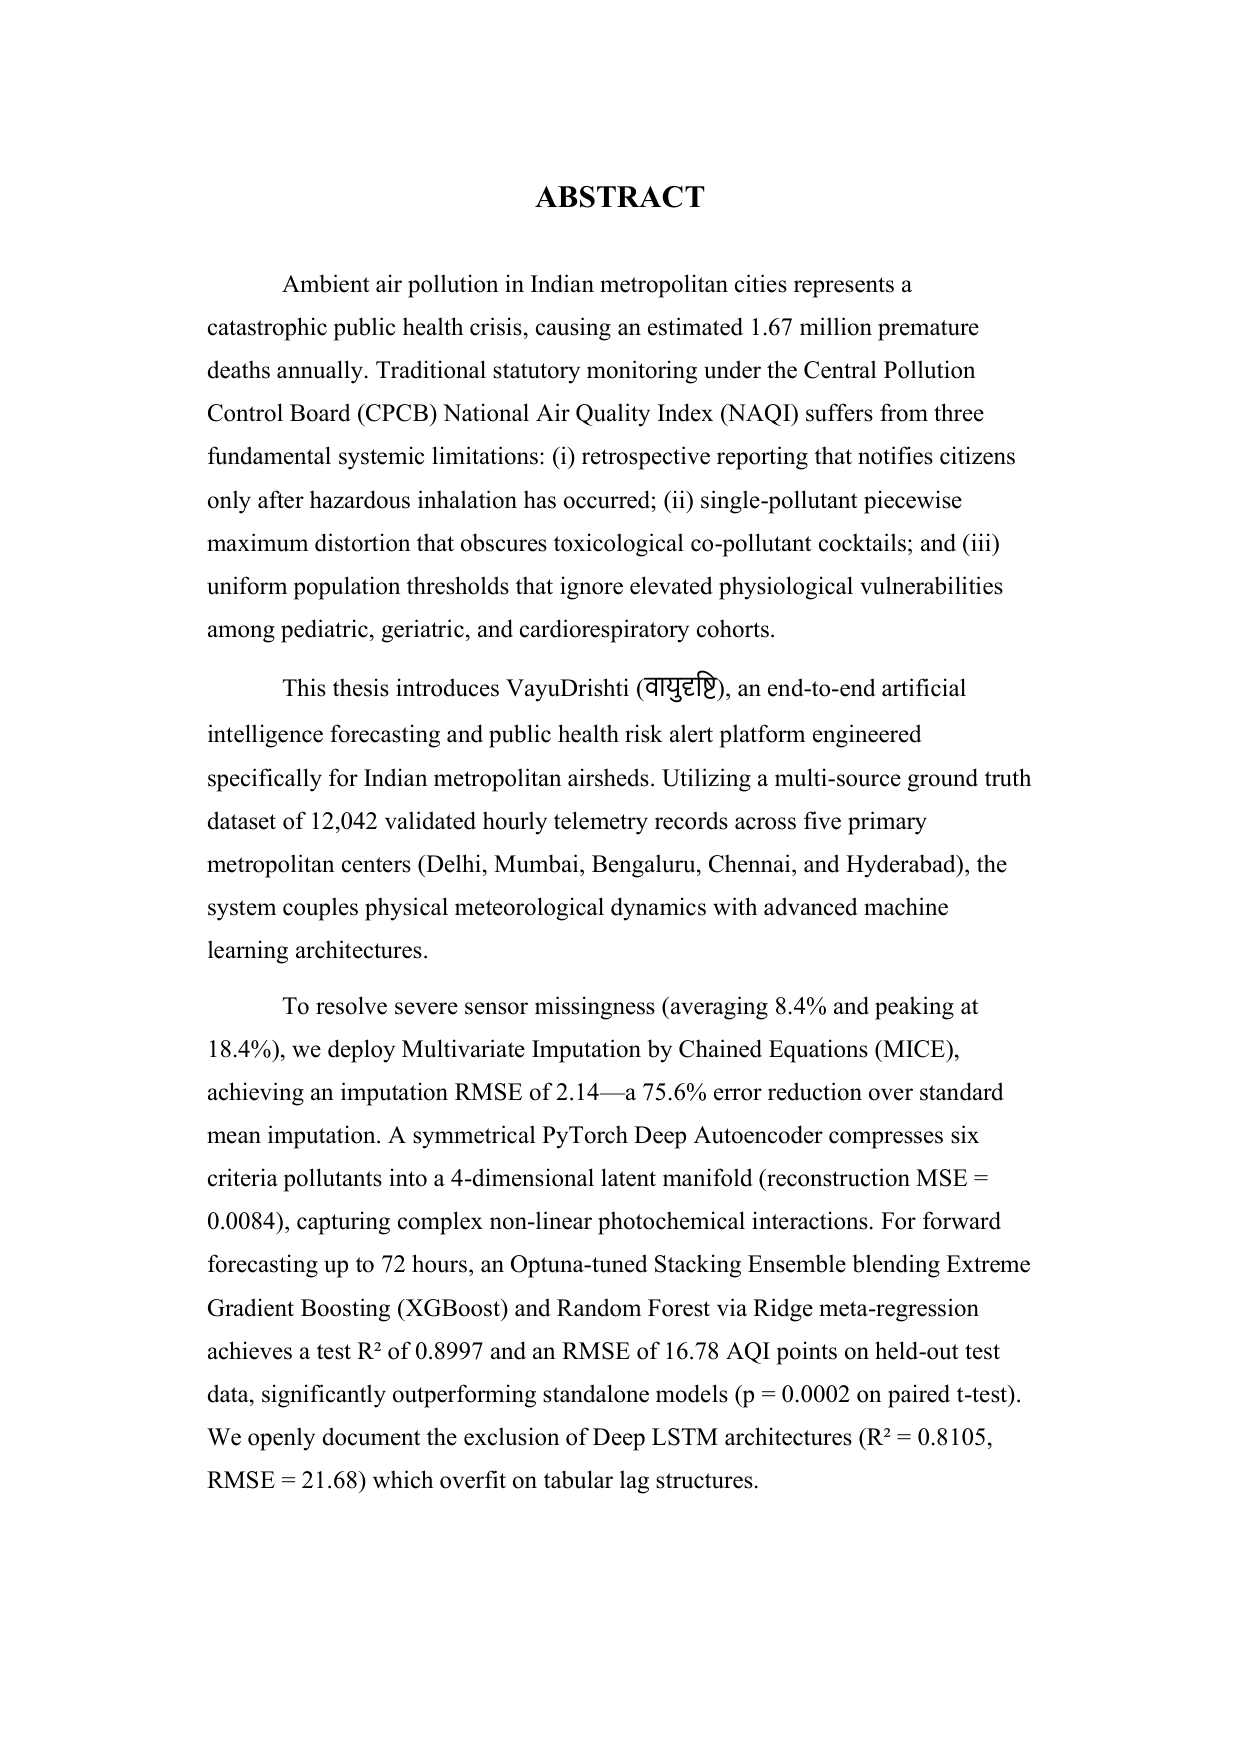 ABSTRACT
Ambient air pollution in Indian metropolitan cities represents a
catastrophic public health crisis, causing an estimated 1.67 million premature
deaths annually. Traditional statutory monitoring under the Central Pollution
Control Board (CPCB) National Air Quality Index (NAQI) suffers from three
fundamental systemic limitations: (i) retrospective reporting that notifies citizens
only after hazardous inhalation has occurred; (ii) single-pollutant piecewise
maximum distortion that obscures toxicological co-pollutant cocktails; and (iii)
uniform population thresholds that ignore elevated physiological vulnerabilities
among pediatric, geriatric, and cardiorespiratory cohorts.
This thesis introduces VayuDrishti (वायुदृष्टि), an end-to-end artificial
intelligence forecasting and public health risk alert platform engineered
specifically for Indian metropolitan airsheds. Utilizing a multi-source ground truth
dataset of 12,042 validated hourly telemetry records across five primary
metropolitan centers (Delhi, Mumbai, Bengaluru, Chennai, and Hyderabad), the
system couples physical meteorological dynamics with advanced machine
learning architectures.
To resolve severe sensor missingness (averaging 8.4% and peaking at
18.4%), we deploy Multivariate Imputation by Chained Equations (MICE),
achieving an imputation RMSE of 2.14—a 75.6% error reduction over standard
mean imputation. A symmetrical PyTorch Deep Autoencoder compresses six
criteria pollutants into a 4-dimensional latent manifold (reconstruction MSE =
0.0084), capturing complex non-linear photochemical interactions. For forward
forecasting up to 72 hours, an Optuna-tuned Stacking Ensemble blending Extreme
Gradient Boosting (XGBoost) and Random Forest via Ridge meta-regression
achieves a test R² of 0.8997 and an RMSE of 16.78 AQI points on held-out test
data, significantly outperforming standalone models (p = 0.0002 on paired t-test).
We openly document the exclusion of Deep LSTM architectures (R² = 0.8105,
RMSE = 21.68) which overfit on tabular lag structures.